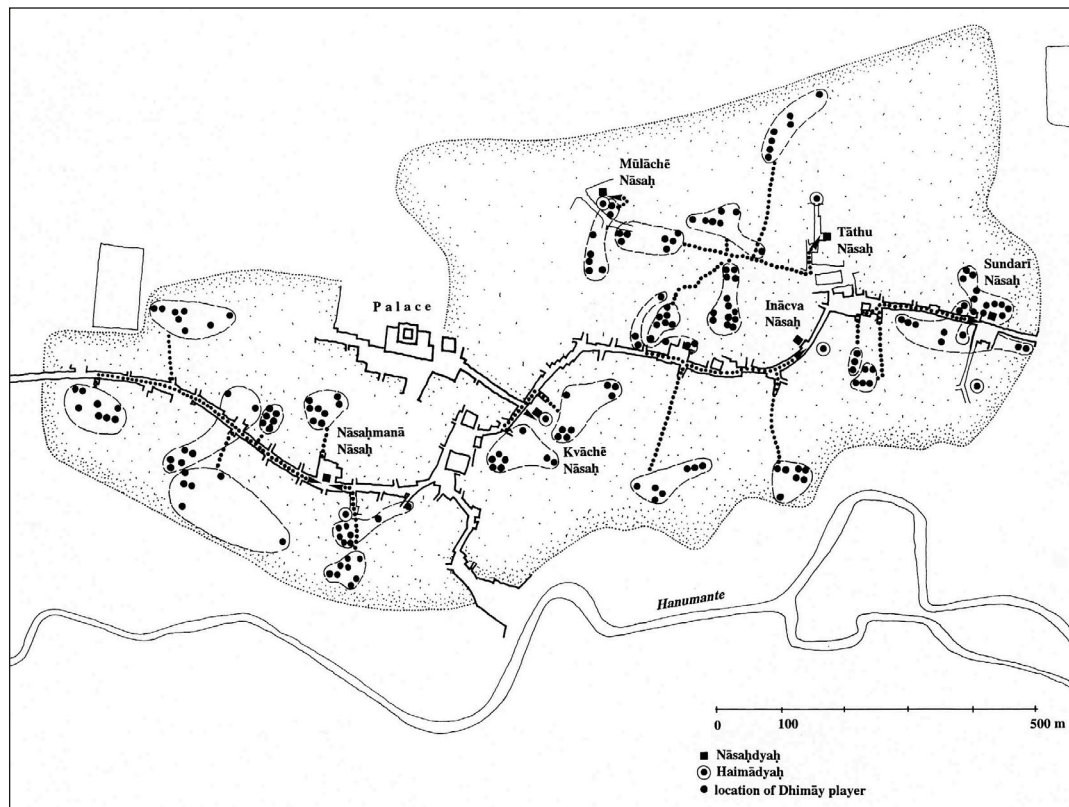 Mūlāchē
Nāsaḥ
Tāthu
Nāsaḥ
Sundarī
Nāsaḥ
Palace
Inācva
Nāsaḥ
Nāsaḥmanā
Nāsaḥ
Kvāchē
Nāsaḥ
Hanumante
0 100 500 m
Nāsaḥdyaḥ
Haimādyaḥ
location of Dhimāy player